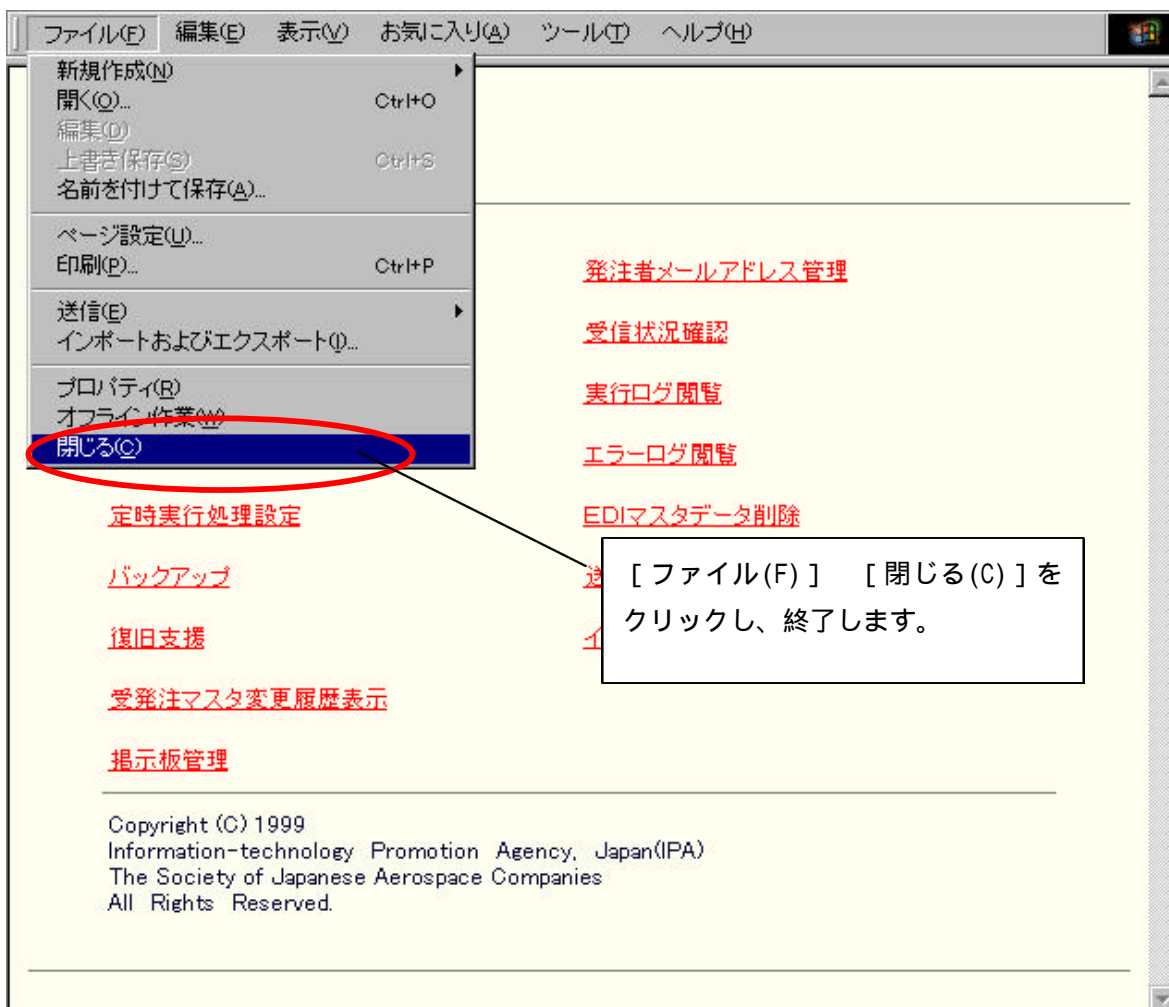 ファイル(F) 編集(E) 表示(V) お気に入り(A) ツール(T) ヘルプ(H)
新規作成(N)
開く(O)... Ctrl+O
編集(D)
上書き保存(S) Ctrl+S
名前を付けて保存(A)...
ページ設定(U)...
印刷(P)... Ctrl+P
送信(E)
インポートおよびエクスポート(I)...
プロパティ(R)
オフライン作業(W)
閉じる(C)
発注者メールアドレス管理
受信状況確認
実行ログ閲覧
エラーログ閲覧
定時実行処理設定 EDIマスタデータ削除
バックアップ 送
復旧支援 イ
受発注マスタ変更履歴表示
掲示板管理
[ファイル(F)] [閉じる(C)]を
クリックし、終了します。
Copyright (C) 1999
Information-technology Promotion Agency, Japan(IPA)
The Society of Japanese Aerospace Companies
All Rights Reserved.